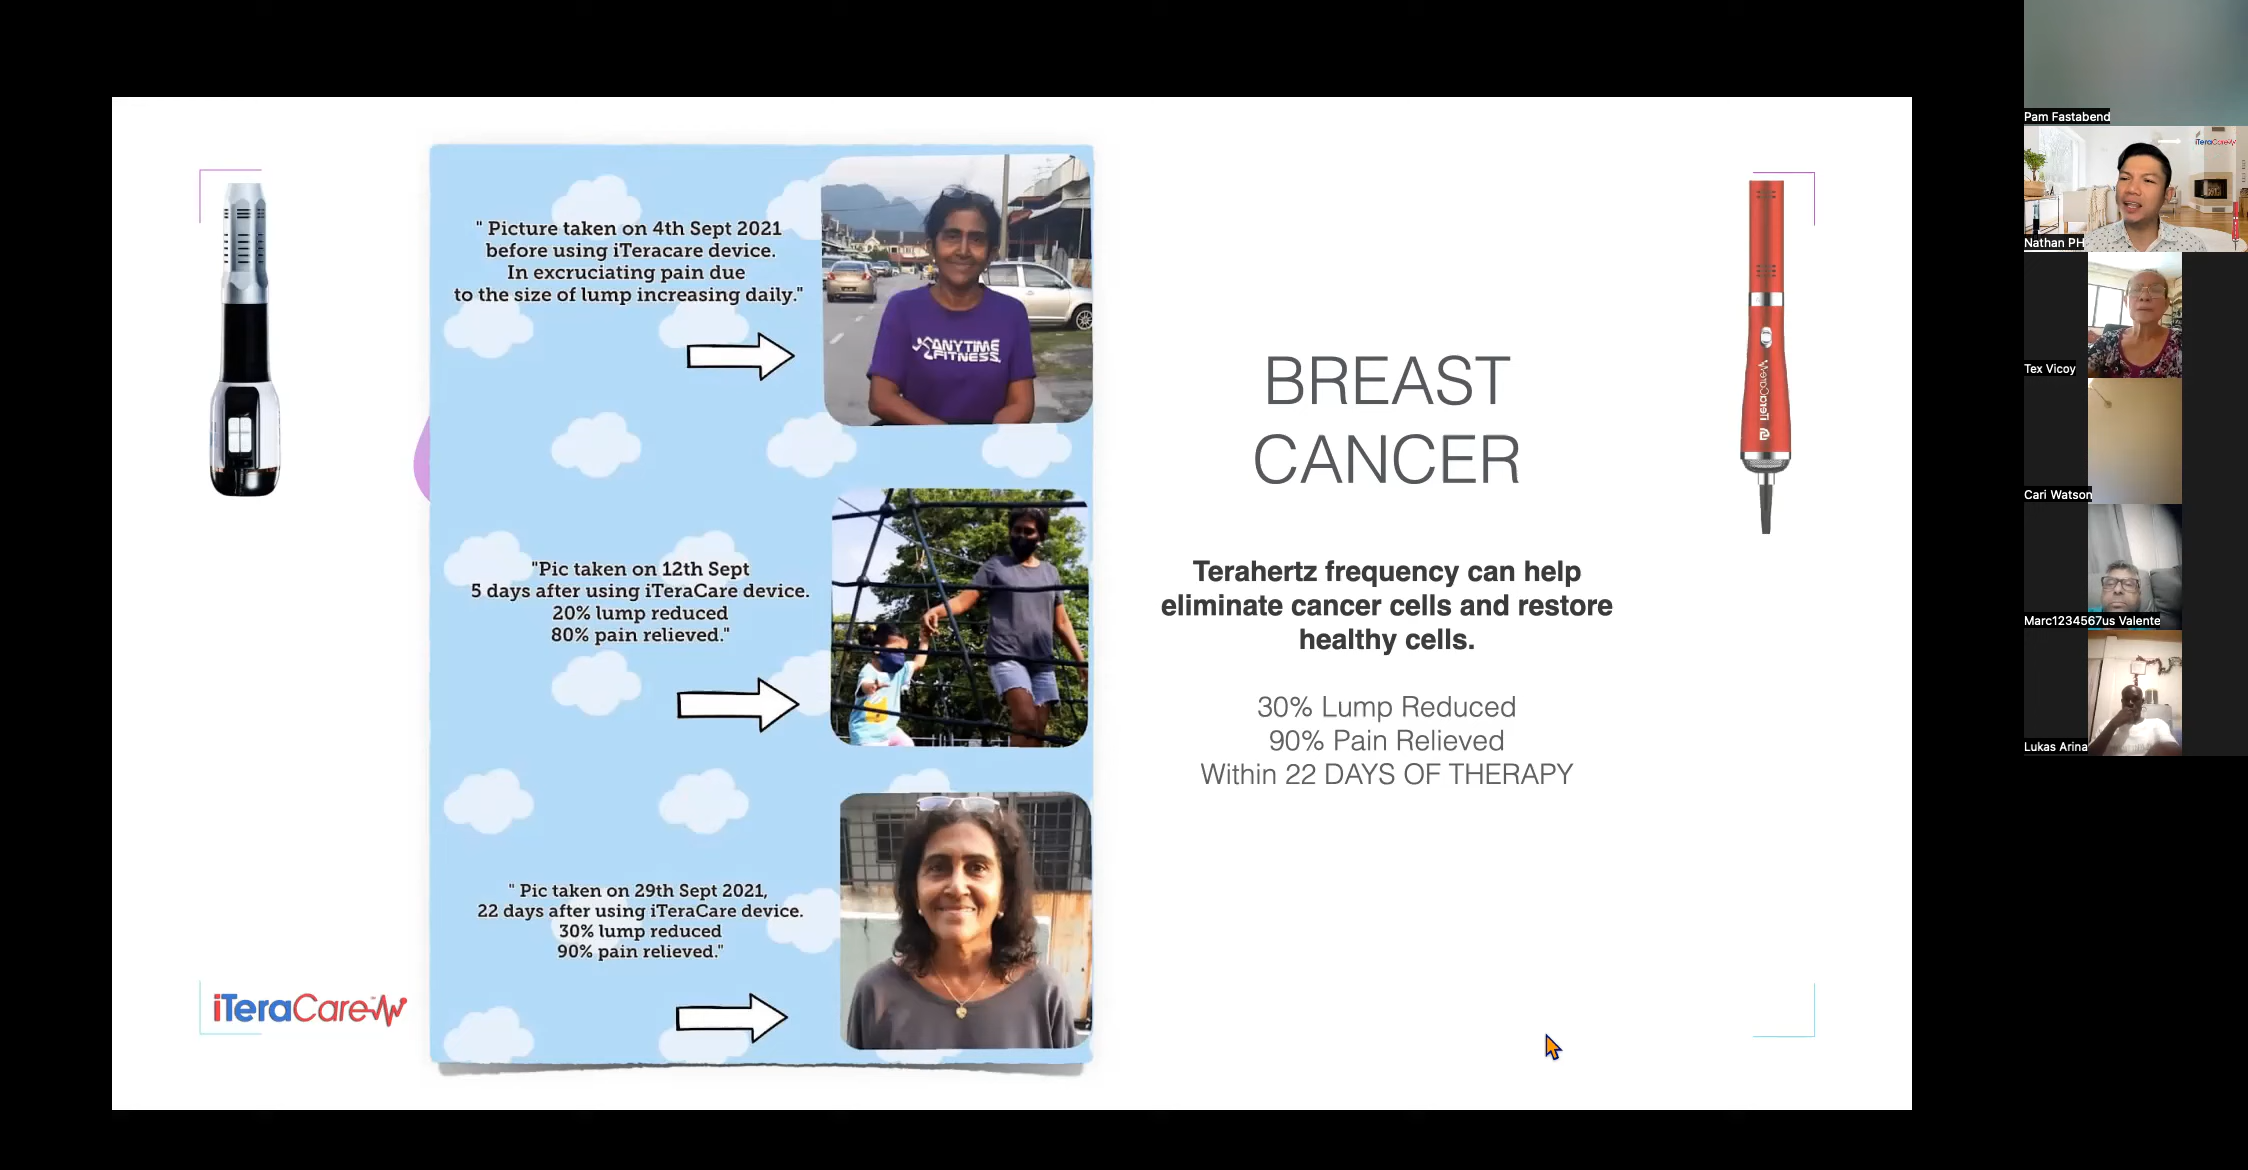 " Picture taken on 4th Sept 2021
before using iTeracare device.
In excruciating pain due
to the size of lump increasing daily."
ANYTIME
FITNESS.
"Pic taken on 12th Sept
5 days after using iTeraCare device.
20% lump reduced
80% pain relieved."
" Pic taken on 29th Sept 2021,
22 days after using iTeraCare device.
30% lump reduced
90% pain relieved."
iTeraCare
BREAST
CANCER
Terahertz frequency can help
eliminate cancer cells and restore
healthy cells.
30% Lump Reduced
90% Pain Relieved
Within 22 DAYS OF THERAPY
iTeraCare
Pam Fastabend
iTeraCare
Nathan PH
Tex Vicoy
Cari Watson
Marc1234567us Valente
Lukas Arina